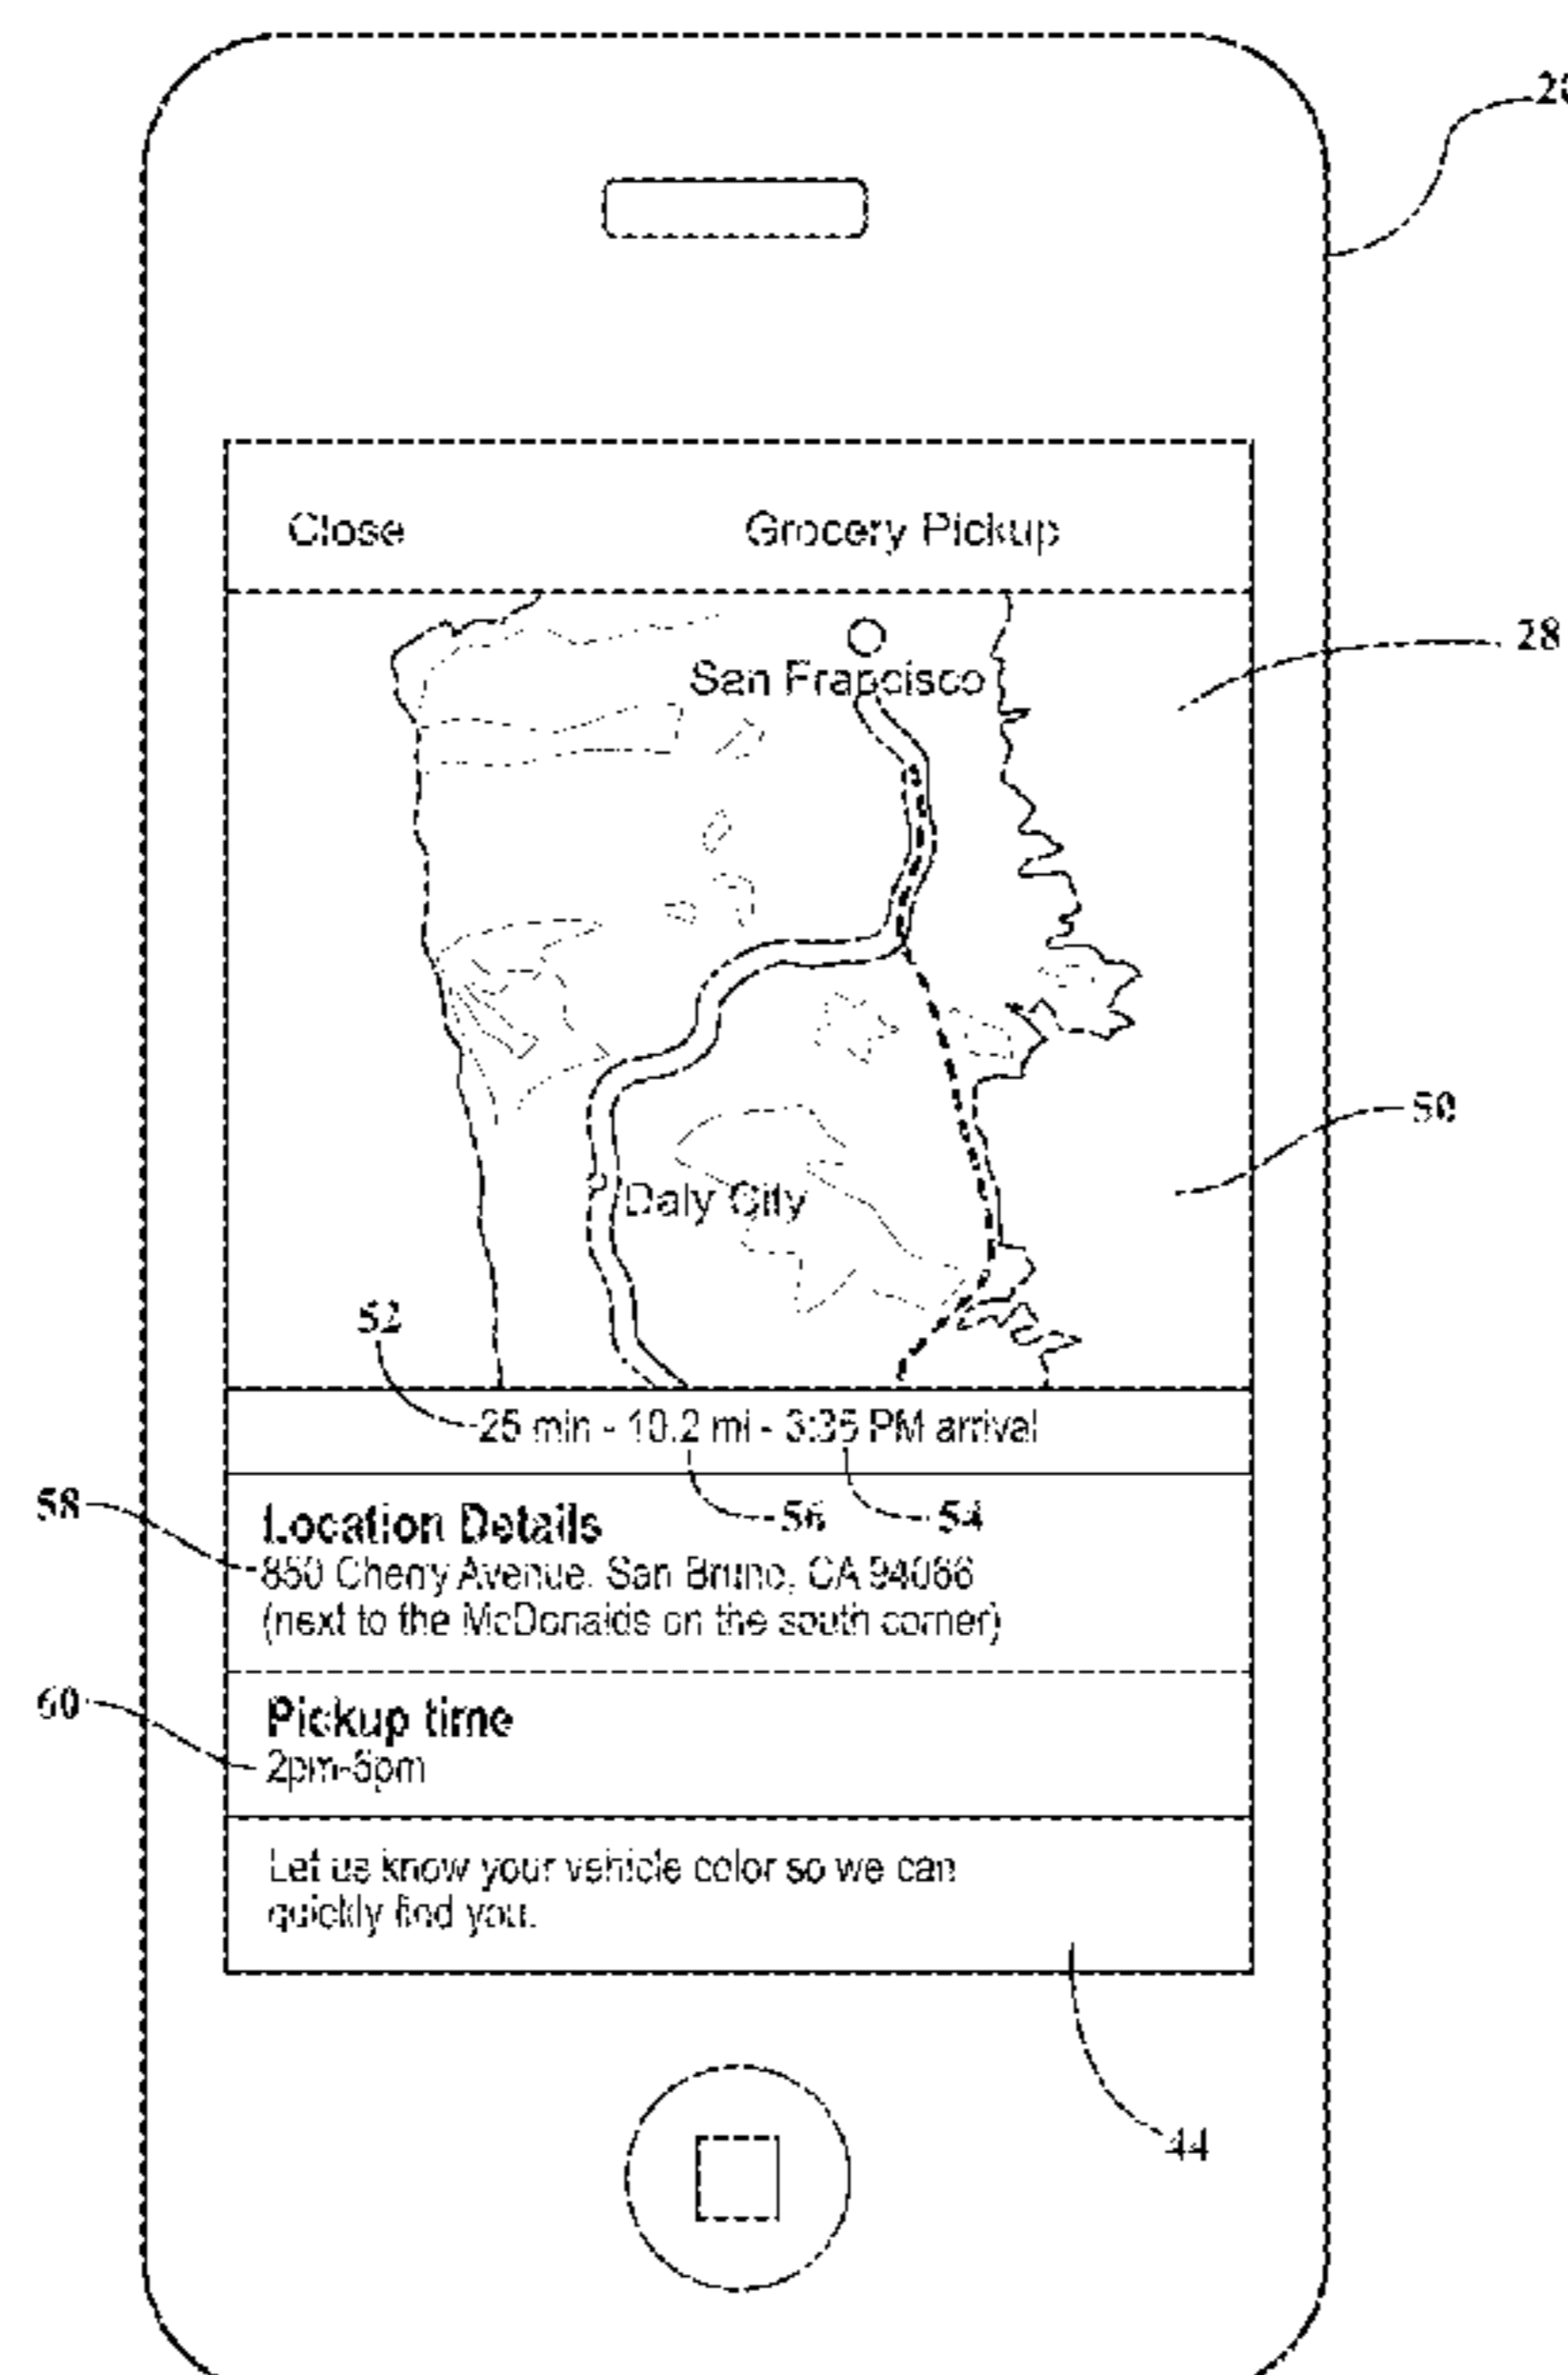 Close Grocery Pickup
28
San Francisco
50
Daly City
52
25 min - 10.2 mi - 3:35 PM arrival
58
56 54
Location Details
850 Cherry Avenue, San Bruno, CA 94066
(next to the McDonalds on the south corner)
60
Pickup time
2pm-5pm
Let us know your vehicle color so we can
quickly find you.
44